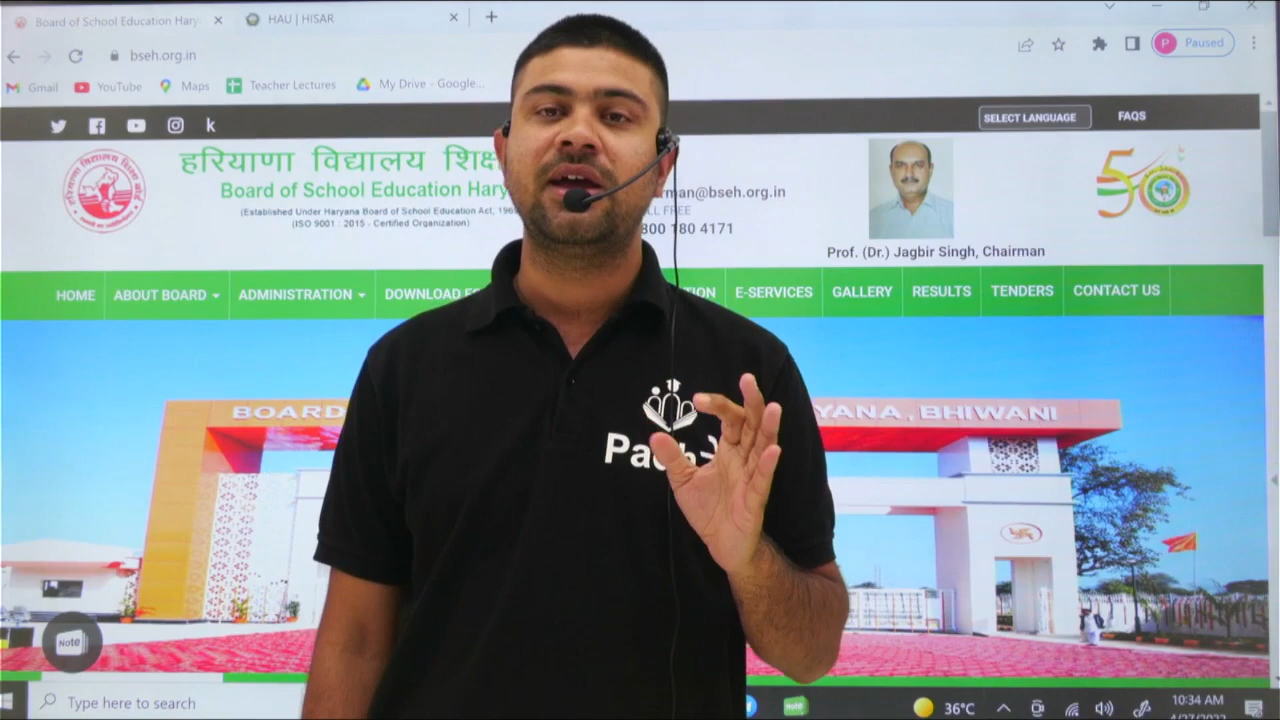 Board of School Education Hary
HAU | HISAR
bseh.org.in
Paused
Gmail
YouTube
Maps
Teacher Lectures
My Drive - Google...
SELECT LANGUAGE
FAQS
हरियाणा विद्यालय
Board of School Education Hary
(Established Under Haryana Board of School Education Act, 1969
(ISO 9001 : 2015 - Certified Organization)
rman@bseh.org.in
LL FREE
800 180 4171
Prof. (Dr.) Jagbir Singh, Chairman
HOME
ABOUT BOARD
ADMINISTRATION
DOWNLOAD
E-SERVICES
GALLERY
RESULTS
TENDERS
CONTACT US
BOARD
YANA, BHIWANI
Note
Type here to search
Note
36°C
10:34 AM